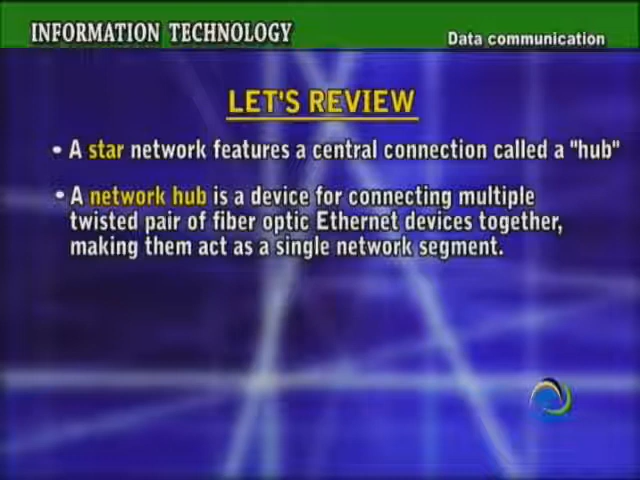 INFORMATION TECHNOLOGY
Data communication
LET'S REVIEW
• A star network features a central connection called a "hub"
• A network hub is a device for connecting multiple
twisted pair of fiber optic Ethernet devices together,
making them act as a single network segment.